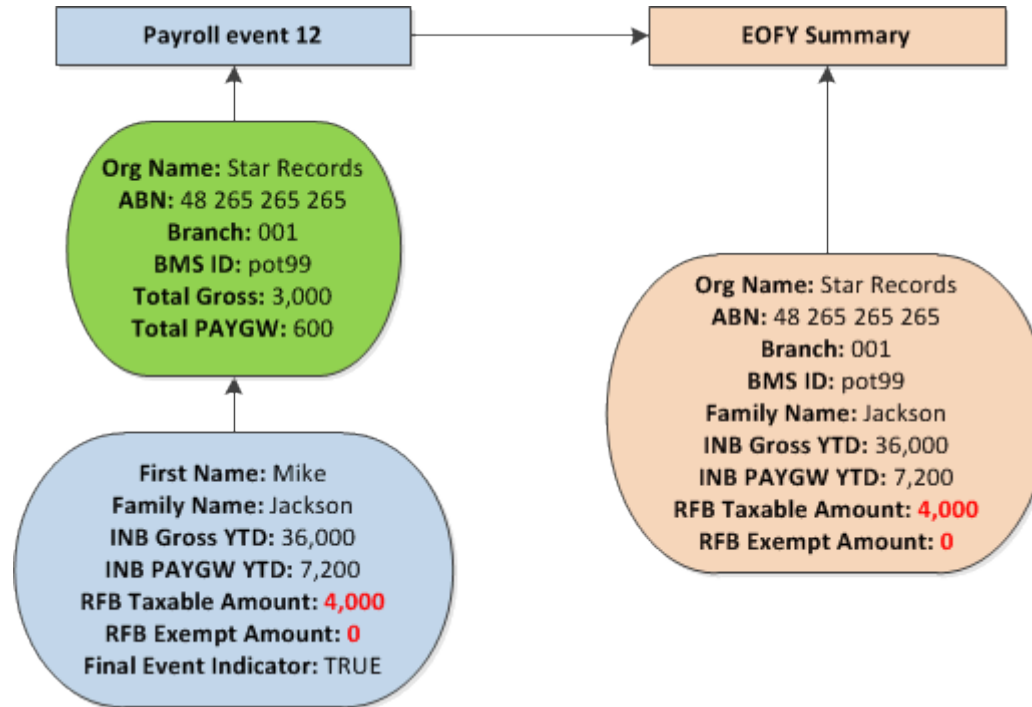 Payroll event 12
EOFY Summary
Org Name: Star Records
ABN: 48 265 265 265
Branch: 001
BMS ID: pot99
Total Gross: 3,000
Total PAYGW: 600
First Name: Mike
Family Name: Jackson
INB Gross YTD: 36,000
INB PAYGW YTD: 7,200
RFB Taxable Amount: 4,000
RFB Exempt Amount: 0
Final Event Indicator: TRUE
Org Name: Star Records
ABN: 48 265 265 265
Branch: 001
BMS ID: pot99
Family Name: Jackson
INB Gross YTD: 36,000
INB PAYGW YTD: 7,200
RFB Taxable Amount: 4,000
RFB Exempt Amount: 0